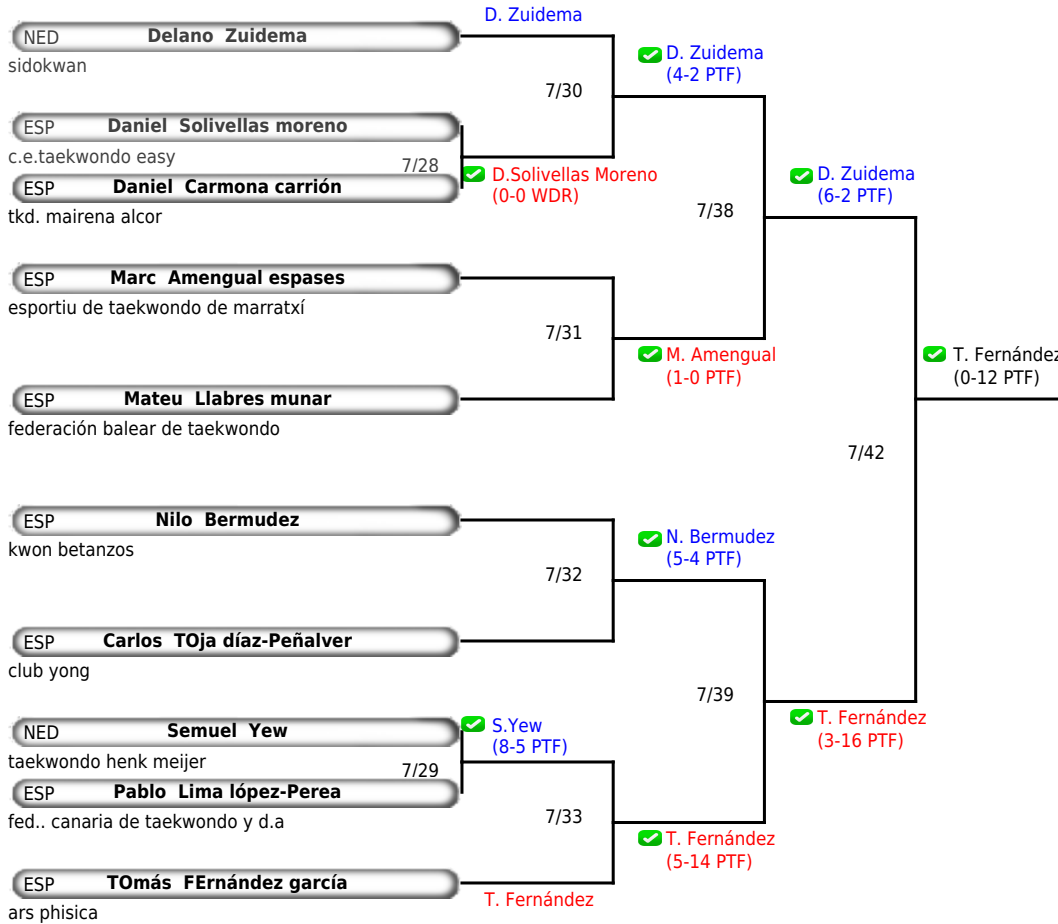 D. Zuidema
NED Delano Zuidema
sidokwan
D. Zuidema
(4-2 PTF)
7/30
ESP Daniel Solivellas moreno
c.e.taekwondo easy
7/28
D.Solivellas Moreno
(0-0 WDR)
ESP Daniel Carmona carrión
tkd. mairena alcor
D. Zuidema
(6-2 PTF)
7/38
ESP Marc Amengual espases
esportiu de taekwondo de marratxí
7/31
M. Amengual
(1-0 PTF)
T. Fernández
(0-12 PTF)
ESP Mateu Llabres munar
federación balear de taekwondo
7/42
ESP Nilo Bermudez
kwon betanzos
N. Bermudez
(5-4 PTF)
7/32
ESP Carlos TOja díaz-Peñalver
club yong
7/39
T. Fernández
(3-16 PTF)
NED Semuel Yew
taekwondo henk meijer
S.Yew
(8-5 PTF)
7/29
ESP Pablo Lima lópez-Perea
fed.. canaria de taekwondo y d.a
7/33
T. Fernández
(5-14 PTF)
ESP TOmás FErnández garcía
ars phisica
T. Fernández